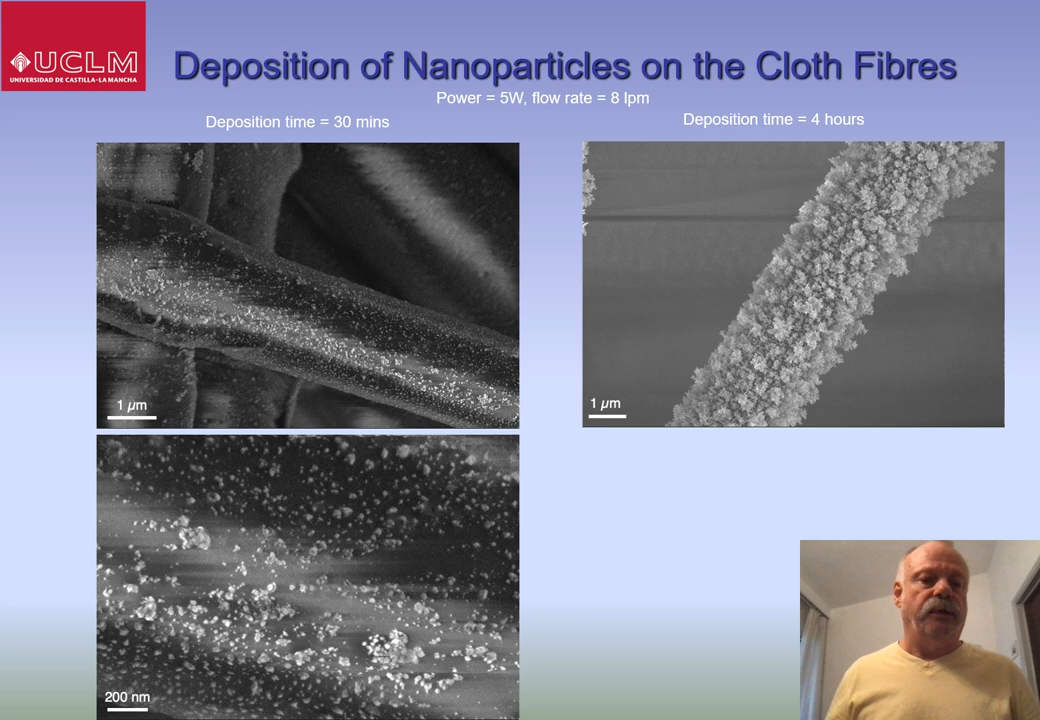 UCLM
UNIVERSIDAD DE CASTILLA-LA MANCHA
Deposition of Nanoparticles on the Cloth Fibres
Power = 5W, flow rate = 8 lpm
Deposition time = 30 mins
Deposition time = 4 hours
1 µm
1 µm
200 nm